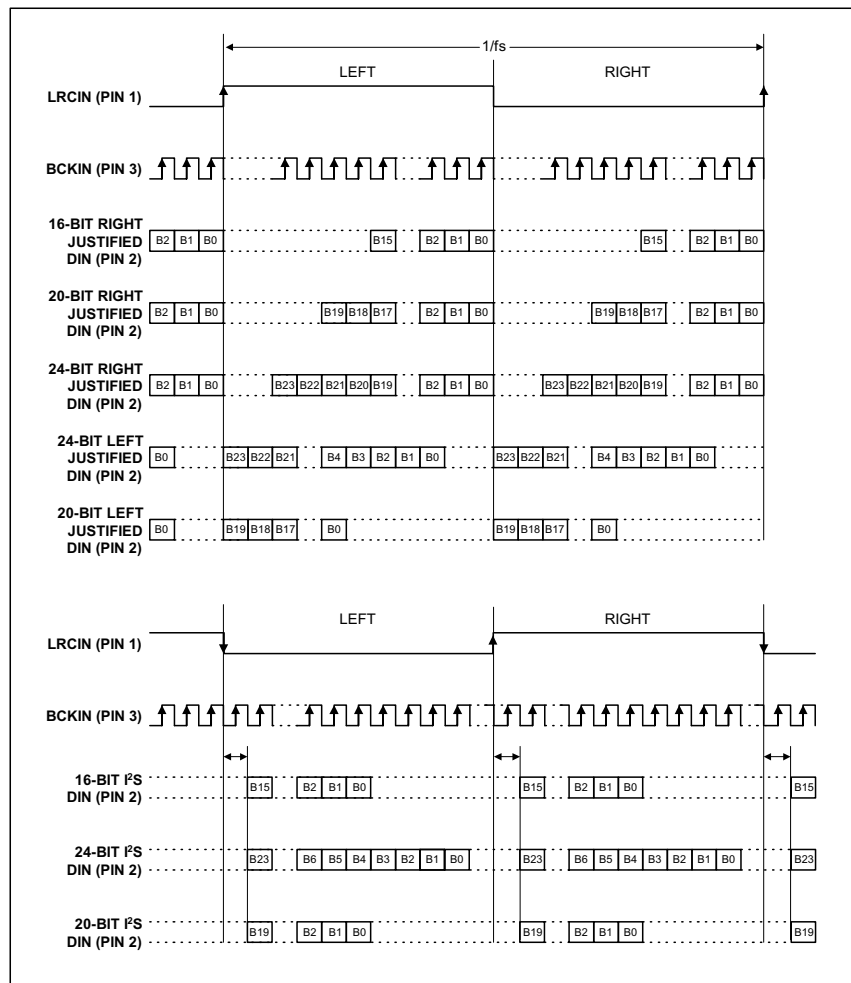 1/fs
LEFT RIGHT
LRCIN (PIN 1)
BCKIN (PIN 3)
16-BIT RIGHT
JUSTIFIED
DIN (PIN 2)
B2 B1 B0 B15 B2 B1 B0 B15 B2 B1 B0
20-BIT RIGHT
JUSTIFIED
DIN (PIN 2)
B2 B1 B0 B19 B18 B17 B2 B1 B0 B19 B18 B17 B2 B1 B0
24-BIT RIGHT
JUSTIFIED
DIN (PIN 2)
B2 B1 B0 B23 B22 B21 B20 B19 B2 B1 B0 B23 B22 B21 B20 B19 B2 B1 B0
24-BIT LEFT
JUSTIFIED
DIN (PIN 2)
B0 B23 B22 B21 B4 B3 B2 B1 B0 B23 B22 B21 B4 B3 B2 B1 B0
20-BIT LEFT
JUSTIFIED
DIN (PIN 2)
B0 B19 B18 B17 B0 B19 B18 B17 B0
LEFT RIGHT
LRCIN (PIN 1)
BCKIN (PIN 3)
16-BIT I²S
DIN (PIN 2)
B15 B2 B1 B0 B15 B2 B1 B0 B15
24-BIT I²S
DIN (PIN 2)
B23 B6 B5 B4 B3 B2 B1 B0 B23 B6 B5 B4 B3 B2 B1 B0 B23
20-BIT I²S
DIN (PIN 2)
B19 B2 B1 B0 B19 B2 B1 B0 B19